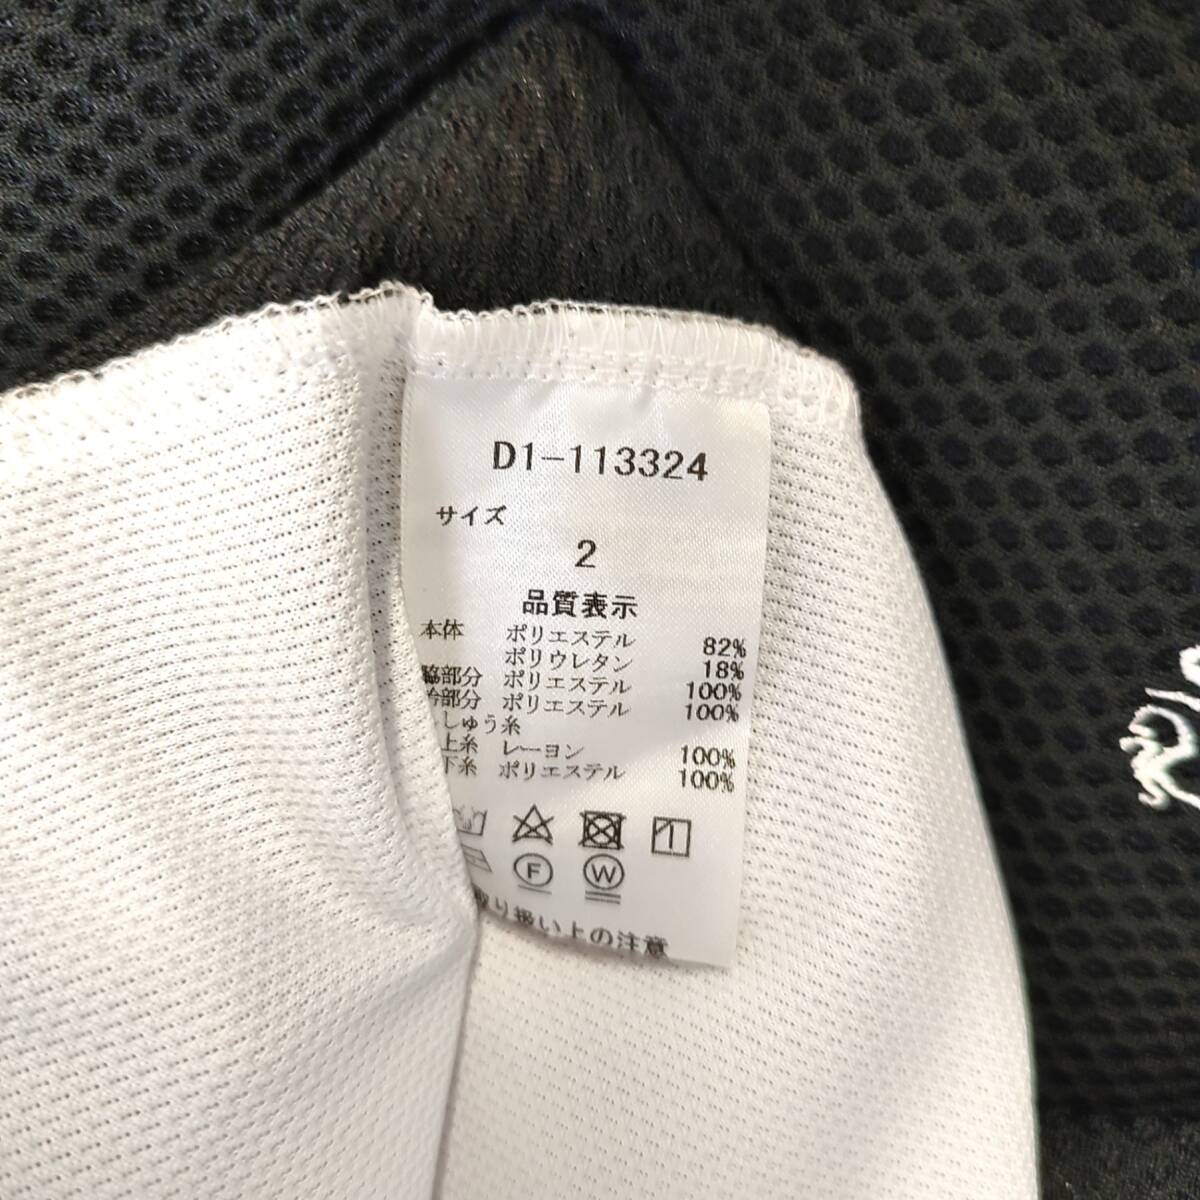 D1-113324
サイズ
2
品質表示
本体 ポリエステル 82%
ポリウレタン 18%
脇部分 ポリエステル 100%
部分 ポリエステル 100%
しゅう糸
上糸 レーヨン 100%
下糸 ポリエステル 100%
F W
取り扱い上の注意